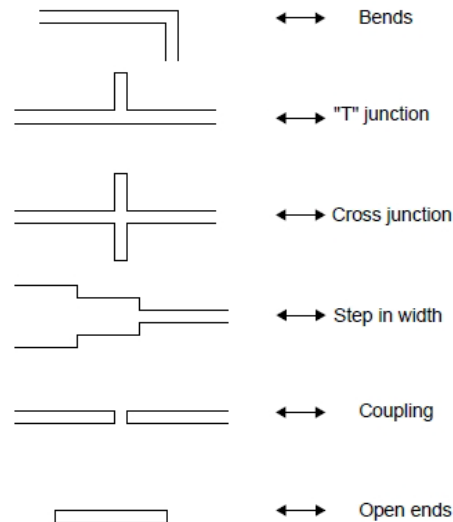 Bends
"T" junction
Cross junction
Step in width
Coupling
Open ends